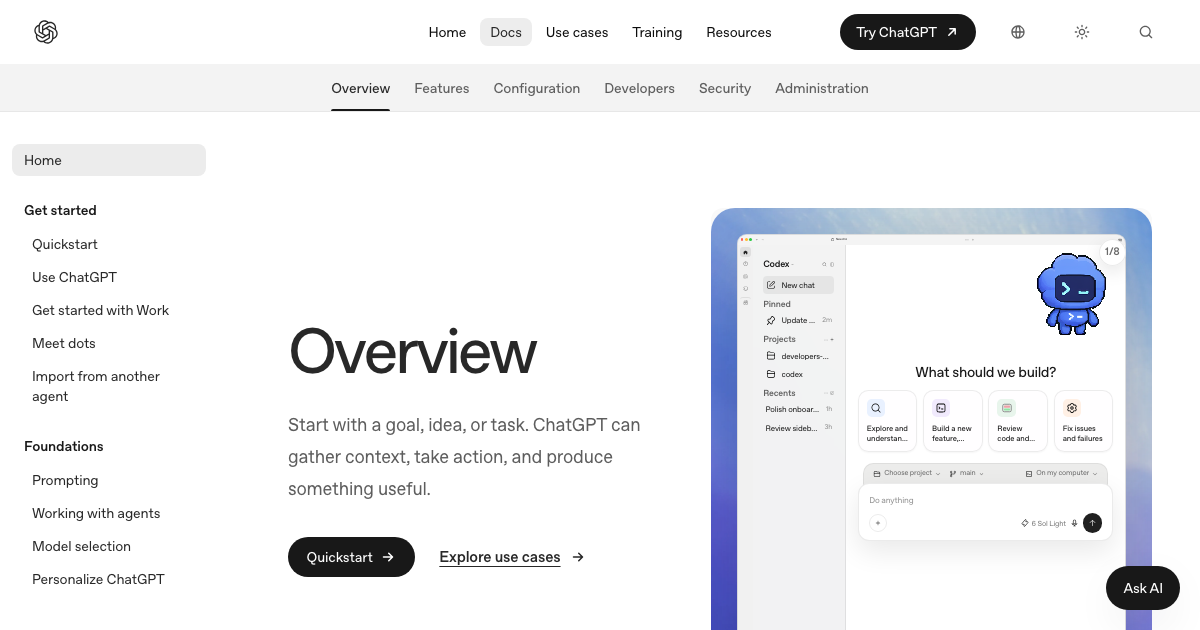 Home
Docs
Use cases
Training
Resources
Try ChatGPT
Overview
Features
Configuration
Developers
Security
Administration
Home
Get started
Quickstart
Use ChatGPT
Get started with Work
Meet dots
Import from another
agent
Foundations
Prompting
Working with agents
Model selection
Personalize ChatGPT
Overview
Start with a goal, idea, or task. ChatGPT can
gather context, take action, and produce
something useful.
Quickstart
Explore use cases
1/8
Codex
New chat
Pinned
Update ... 2m
Projects
developers-...
codex
Recents
Polish onboar... 1h
Review sideb... 3h
What should we build?
Explore and
understan...
Build a new
feature,...
Review
code and...
Fix issues
and failures
Choose project
main
On my computer
Do anything
6 Sol Light
Ask AI